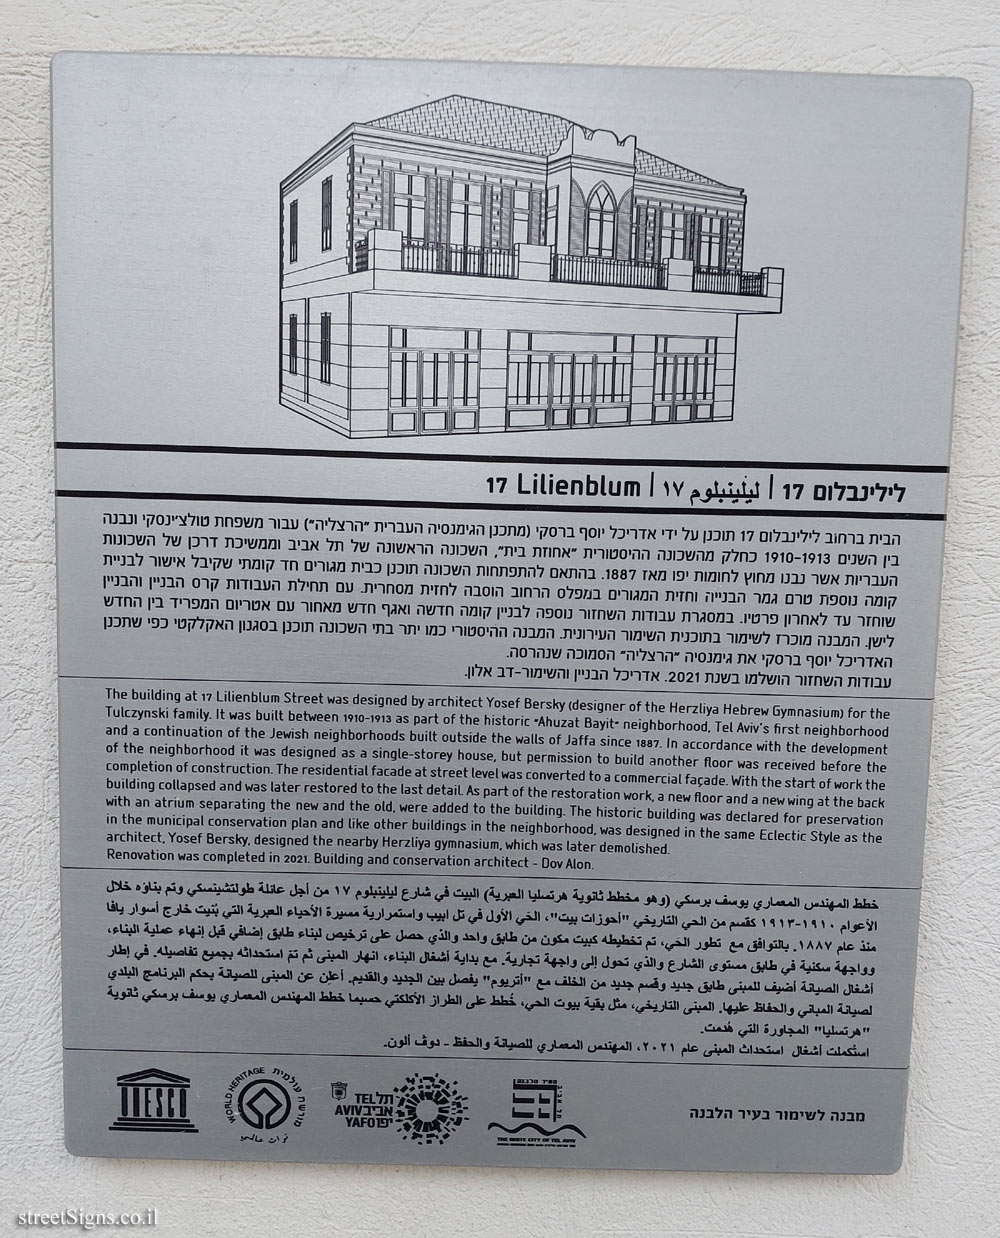 לילינבלום 17 | ليلينبلوم ١٧ | 17 Lilienblum
הבית ברחוב לילינבלום 17 תוכנן על ידי אדריכל יוסף ברסקי (מתכנן הגימנסיה העברית "הרצליה") עבור משפחת טולצ'ינסקי ונבנה
בין השנים 1910-1913 כחלק מהשכונה ההיסטורית "אחוזת בית", השכונה הראשונה של תל אביב וממשיכת דרכן של השכונות
העבריות אשר נבנו מחוץ לחומות יפו מאז 1887. בהתאם להתפתחות השכונה תוכנן כבית מגורים חד קומתי שקיבל אישור לבניית
קומה נוספת טרם גמר הבנייה וחזית המגורים במפלס הרחוב הוסבה לחזית מסחרית. עם תחילת העבודות קרס הבניין והבניין
שוחזר עד לאחרון פרטיו. במסגרת עבודות השחזור נוספה לבניין קומה חדשה ואגף חדש מאחור עם אטריום המפריד בין החדש
לישן. המבנה מוכרז לשימור בתוכנית השימור העירונית. המבנה ההיסטורי כמו יתר בתי השכונה תוכנן בסגנון האקלקטי כפי שתכנן
האדריכל יוסף ברסקי את גימנסיה "הרצליה" הסמוכה שנהרסה.
עבודות השחזור הושלמו בשנת 2021. אדריכל הבניין והשימור-דב אלון.
The building at 17 Lilienblum Street was designed by architect Yosef Bersky (designer of the Herzliya Hebrew Gymnasium) for the
Tulczynski family. It was built between 1910-1913 as part of the historic "Ahuzat Bayit" neighborhood, Tel Aviv's first neighborhood
and a continuation of the Jewish neighborhoods built outside the walls of Jaffa since 1887. In accordance with the development
of the neighborhood it was designed as a single-storey house, but permission to build another floor was received before the
completion of construction. The residential facade at street level was converted to a commercial façade. With the start of work the
building collapsed and was later restored to the last detail. As part of the restoration work, a new floor and a new wing at the back
with an atrium separating the new and the old, were added to the building. The historic building was declared for preservation
in the municipal conservation plan and like other buildings in the neighborhood, was designed in the same Eclectic Style as the
architect, Yosef Bersky, designed the nearby Herzliya gymnasium, which was later demolished.
Renovation was completed in 2021. Building and conservation architect - Dov Alon.
خطط المهندس المعماري يوسف برسكي (وهو مخطط ثانوية هرتسليا العبرية) البيت في شارع ليلينبلوم ١٧ من أجل عائلة طولتشينسكي وتم بناؤه خلال
الأعوام ١٩١٠-١٩١٣ كقسم من الحي التاريخي "أحوزات بيت"، الحَي الأول في تل ابيب واستمرارية مسيرة الأحياء العبرية التي بُنيت خارج أسوار يافا
منذ عام ١٨٨٧. بالتوافق مع تطور الحَي، تم تخطيطه كبيت مكون من طابق واحد والذي حصل على ترخيص لبناء طابق إضافي قبل إنهاء عملية البناء،
وواجهة سكنية في طابق مستوى الشارع والذي تحول إلى واجهة تجارية. مع بداية أشغال البناء، انهار المبنى ثم تمَ استحداثه بجميع تفاصيله. في إطار
أشغال الصيانة أضيف للمبنى طابق جديد وقسم جديد من الخلف مع "أتريوم" يفصل بين الجديد والقديم. أعلِن عن المبنى للصيانة بحكم البرنامج البلدي
لصيانة المباني والحفاظ عليها. المبنى التاريخي، مثل بقية بيوت الحي، خُطط على الطراز الأكلكتي حسبما خطط المهندس المعماري يوسف برسكي ثانوية
"هرتسليا" المجاورة التي هُدمت.
استُكملت أشغال استحداث المبنى عام ٢٠٢١، المهندس المعماري للصيانة والحفظ - دوف ألون.
UNESCO
WORLD HERITAGE
מורשת עולמית
تراث عالمي
TEL תל
AVIV אביב
YAFO יפו
העיר הלבנה
תל אביב
THE WHITE CITY OF TEL AVIV
מבנה לשימור בעיר הלבנה
streetSigns.co.il